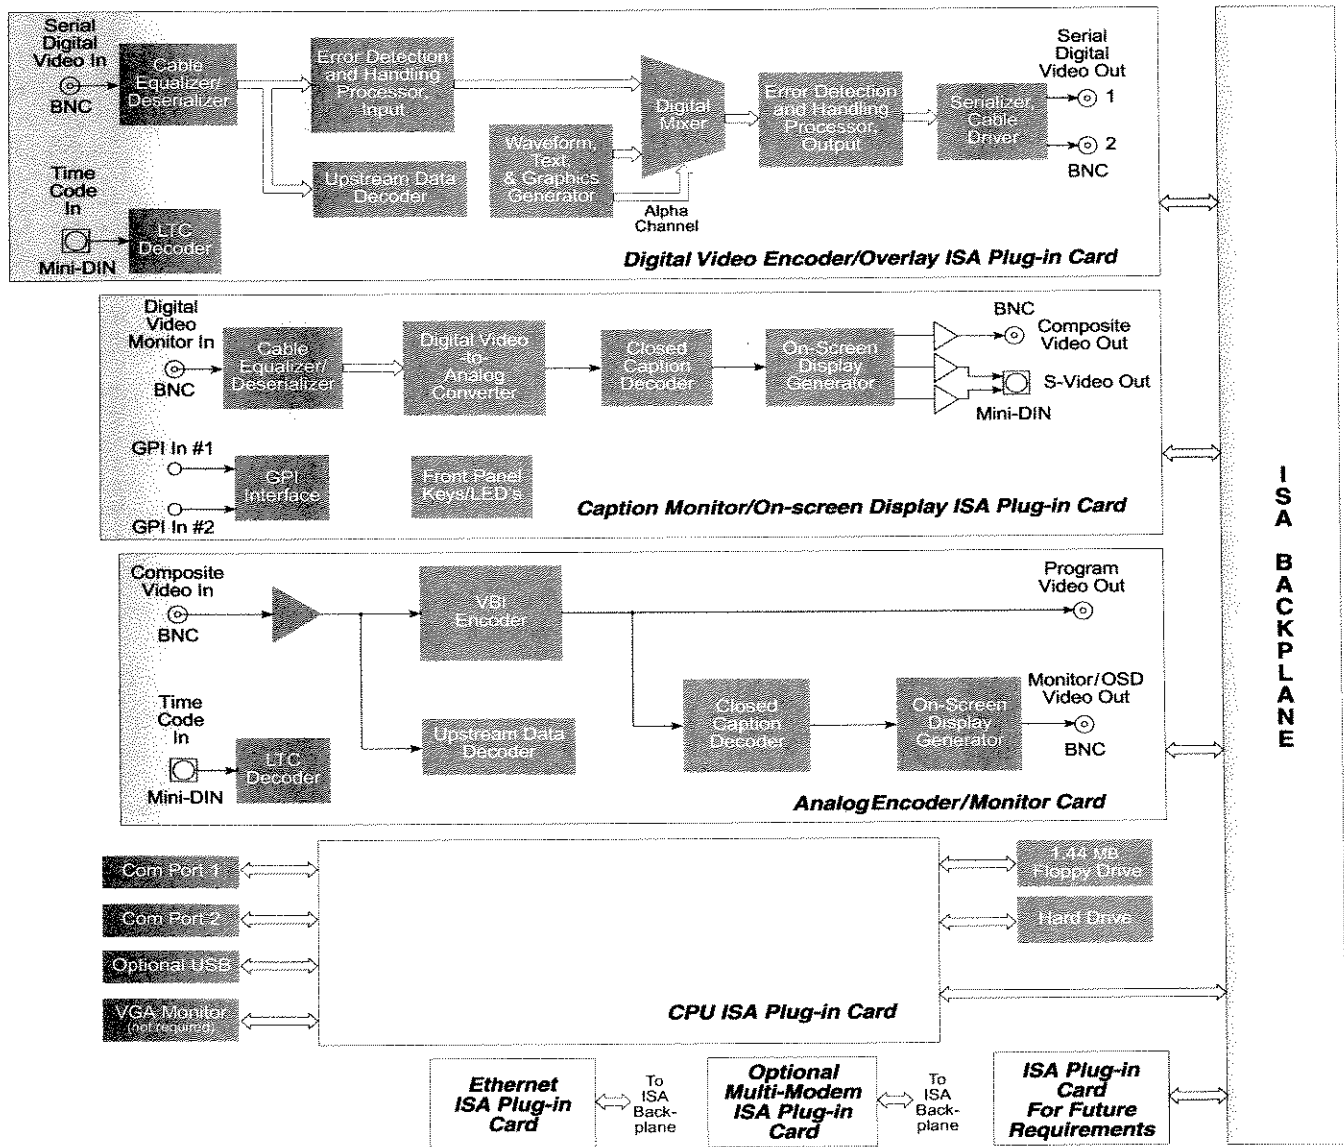 Serial
Digital
Video In
BNC
Cable
Equalizer/
Deserializer
Error Detection
and Handling
Processor,
Input
Upstream Data
Decoder
Waveform,
Text,
& Graphics
Generator
Digital
Mixer
Alpha
Channel
Error Detection
and Handling
Processor,
Output
Serializer,
Cable
Driver
Serial
Digital
Video Out
1
2
BNC
Time
Code
In
Mini-DIN
LTC
Decoder
Digital Video Encoder/Overlay ISA Plug-in Card
Digital
Video
Monitor In
BNC
Cable
Equalizer/
Deserializer
Digital Video
-to-
Analog
Converter
Closed
Caption
Decoder
On-Screen
Display
Generator
BNC
Composite
Video Out
S-Video Out
Mini-DIN
GPI In #1
GPI In #2
GPI
Interface
Front Panel
Keys/LED's
Caption Monitor/On-screen Display ISA Plug-in Card
Composite
Video In
BNC
VBI
Encoder
Program
Video Out
Upstream Data
Decoder
Closed
Caption
Decoder
On-Screen
Display
Generator
Monitor/OSD
Video Out
BNC
Time
Code
In
Mini-DIN
LTC
Decoder
Analog Encoder/Monitor Card
Com Port 1
Com Port 2
Optional USB
VGA Monitor
(not required)
CPU ISA Plug-in Card
1.44 MB
Floppy Drive
Hard Drive
Ethernet
ISA Plug-in
Card
To
ISA
Back-
plane
Optional
Multi-Modem
ISA Plug-in
Card
To
ISA
Back-
plane
ISA Plug-in
Card
For Future
Requirements
ISA BACKPLANE